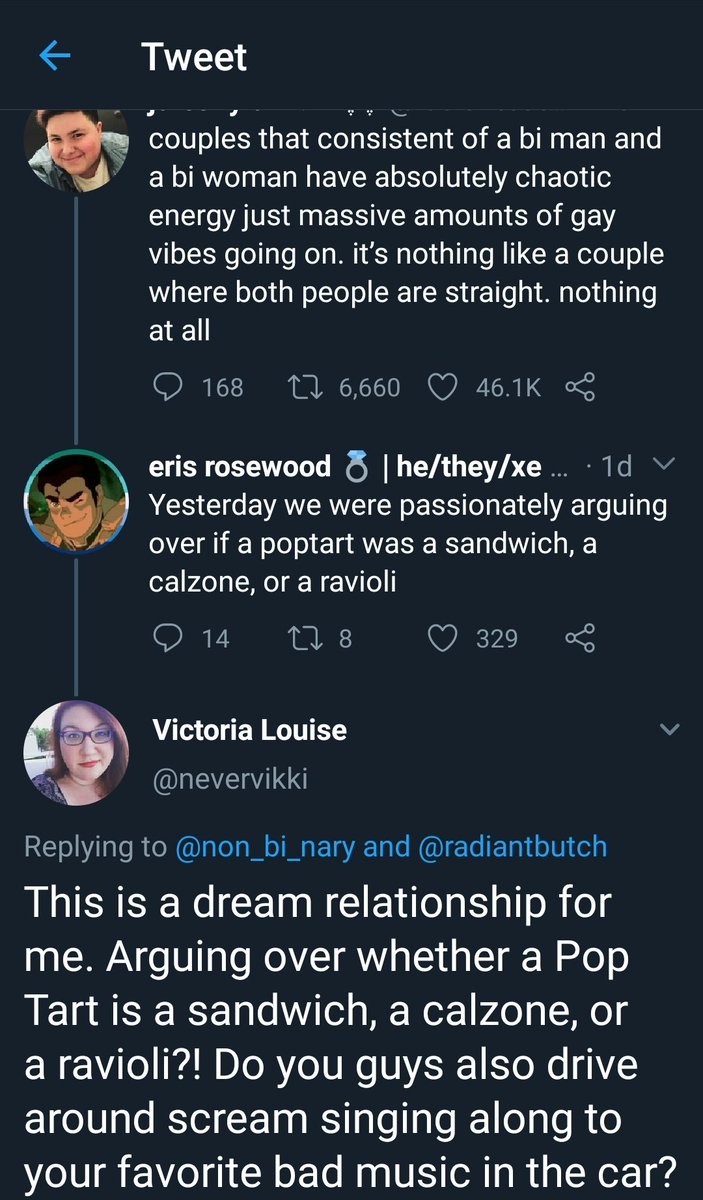 Tweet
couples that consistent of a bi man and
a bi woman have absolutely chaotic
energy just massive amounts of gay
vibes going on. it's nothing like a couple
where both people are straight. nothing
at all
168 6,660 46.1K
eris rosewood 💍 | he/they/xe ... · 1d
Yesterday we were passionately arguing
over if a poptart was a sandwich, a
calzone, or a ravioli
14 8 329
Victoria Louise
@nevervikki
Replying to @non_bi_nary and @radiantbutch
This is a dream relationship for
me. Arguing over whether a Pop
Tart is a sandwich, a calzone, or
a ravioli?! Do you guys also drive
around scream singing along to
your favorite bad music in the car?